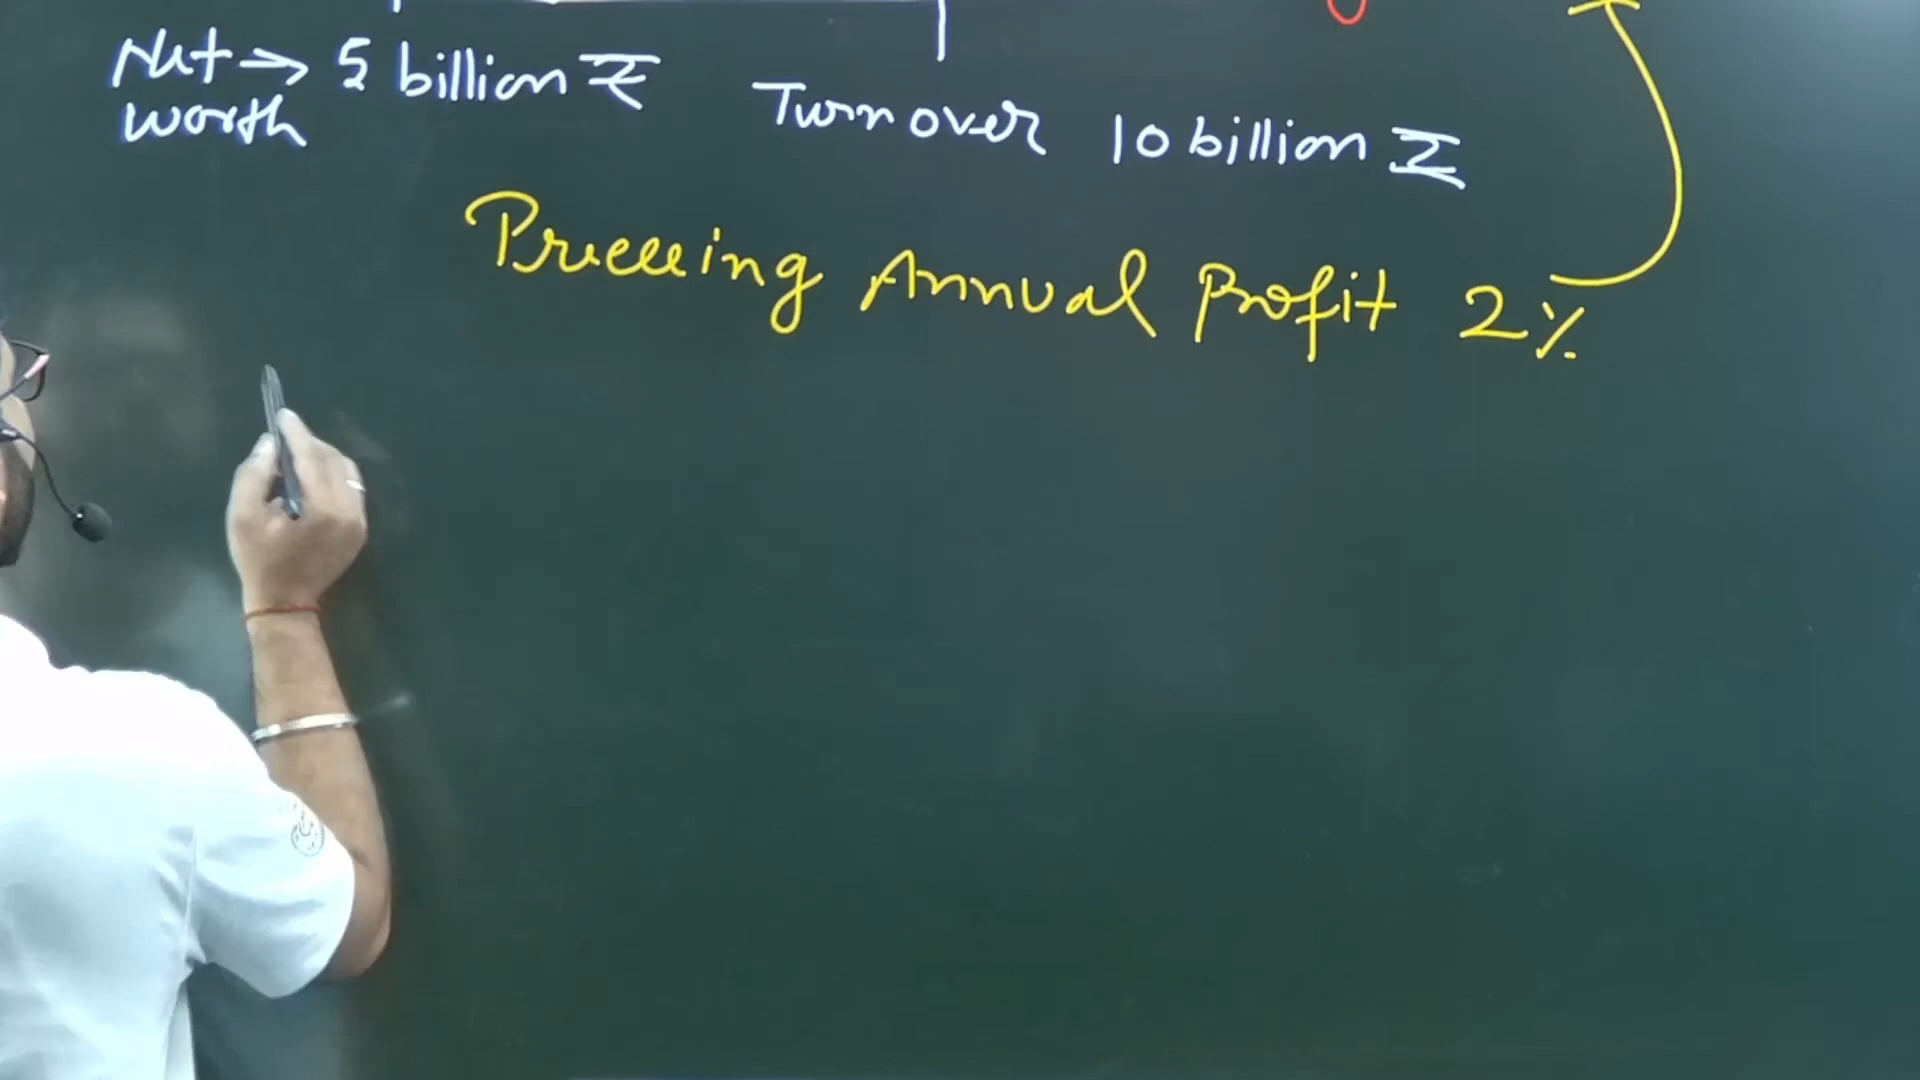 Net → 5 billion ₹
worth
Turnover 10 billion ₹
Preceeing Annual Profit 2%